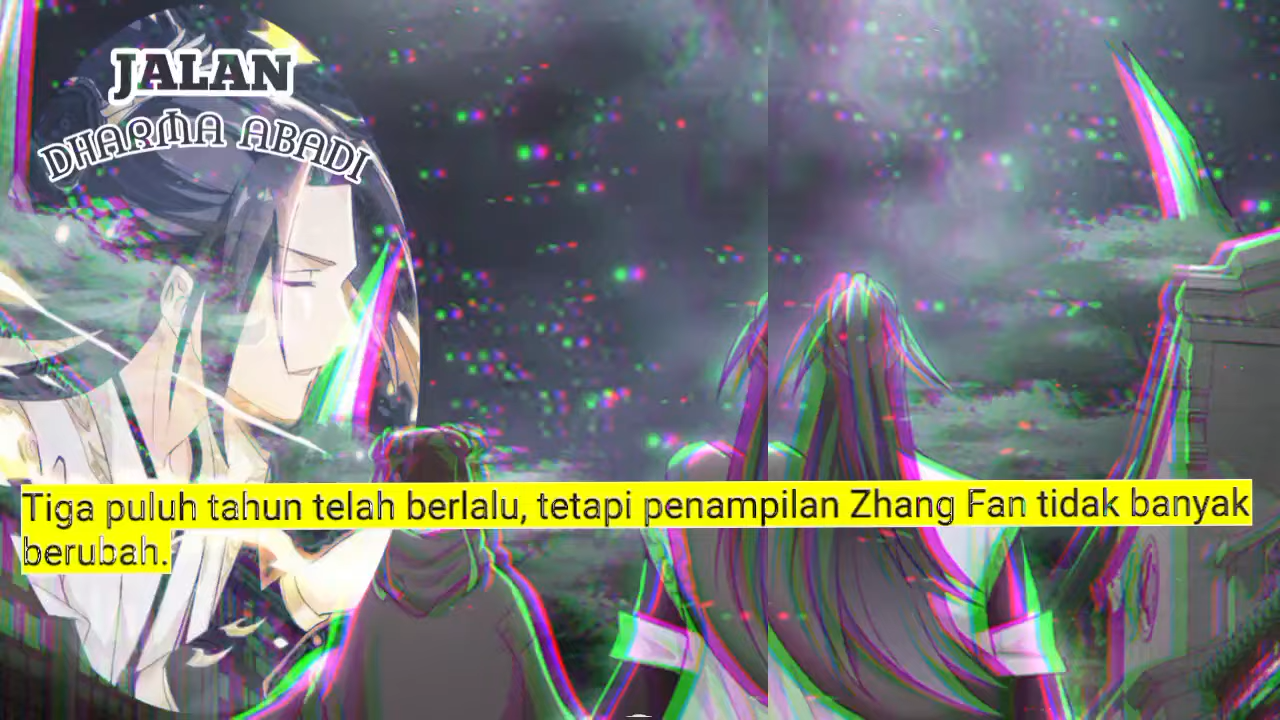 JALAN
DHARMA ABADI
Tiga puluh tahun telah berlalu, tetapi penampilan Zhang Fan tidak banyak
berubah.